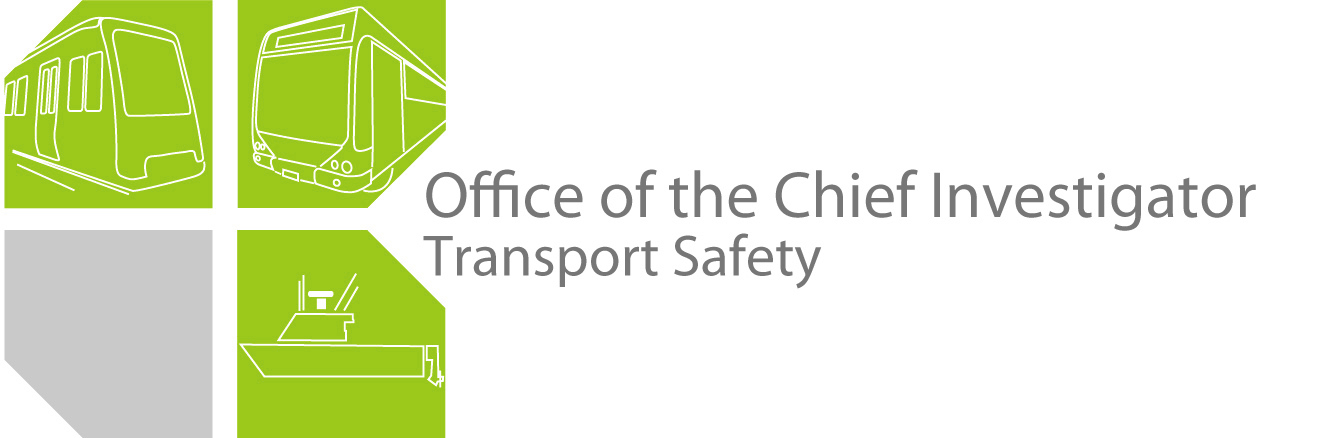 Office of the Chief Investigator
Transport Safety